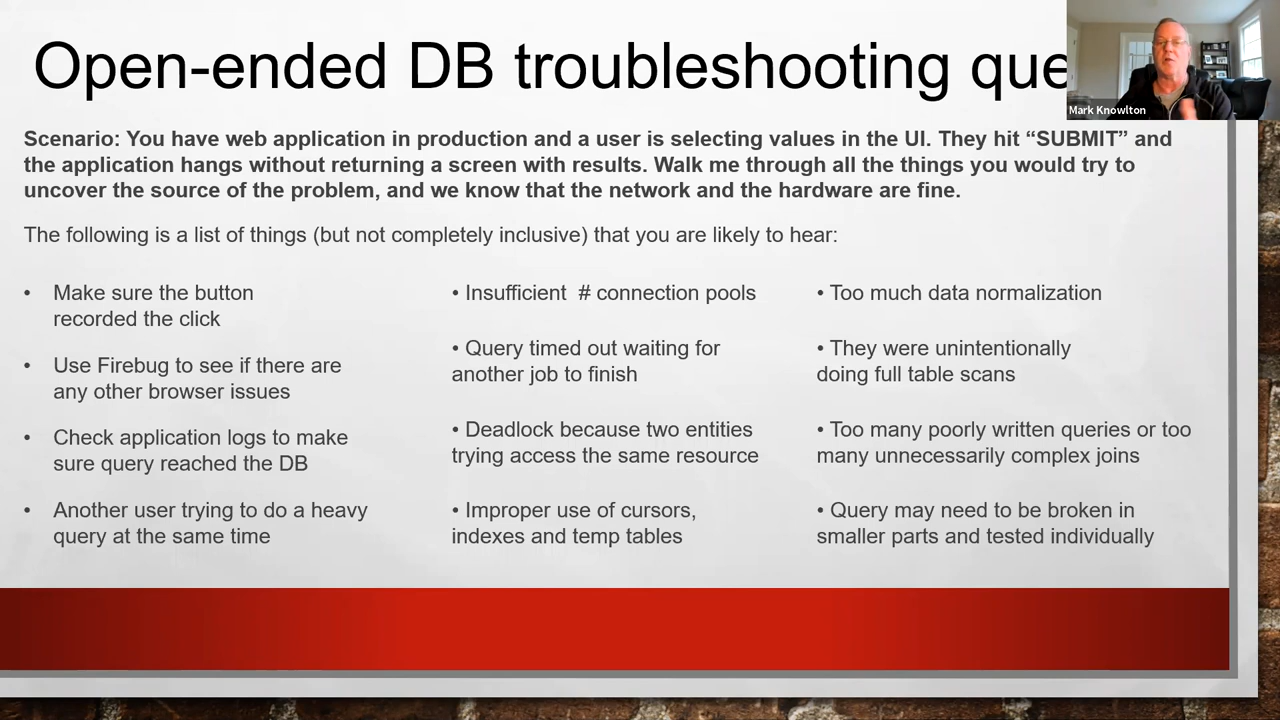 Open-ended DB troubleshooting que
Mark Knowlton
Scenario: You have web application in production and a user is selecting values in the UI. They hit “SUBMIT” and
the application hangs without returning a screen with results. Walk me through all the things you would try to
uncover the source of the problem, and we know that the network and the hardware are fine.
The following is a list of things (but not completely inclusive) that you are likely to hear:
• Make sure the button
recorded the click
• Use Firebug to see if there are
any other browser issues
• Check application logs to make
sure query reached the DB
• Another user trying to do a heavy
query at the same time
• Insufficient  # connection pools
• Query timed out waiting for
another job to finish
• Deadlock because two entities
trying access the same resource
• Improper use of cursors,
indexes and temp tables
• Too much data normalization
• They were unintentionally
doing full table scans
• Too many poorly written queries or too
many unnecessarily complex joins
• Query may need to be broken in
smaller parts and tested individually